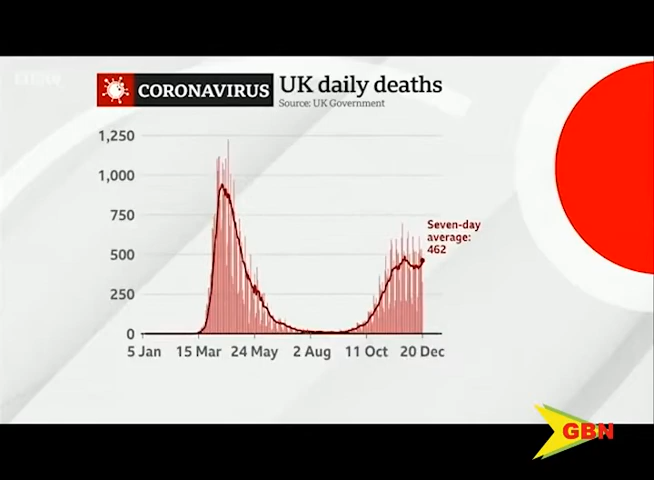 CORONAVIRUS
UK daily deaths
Source: UK Government
1,250
1,000
750
500
250
0
Seven-day
average:
462
5 Jan 15 Mar 24 May 2 Aug 11 Oct 20 Dec
GBN